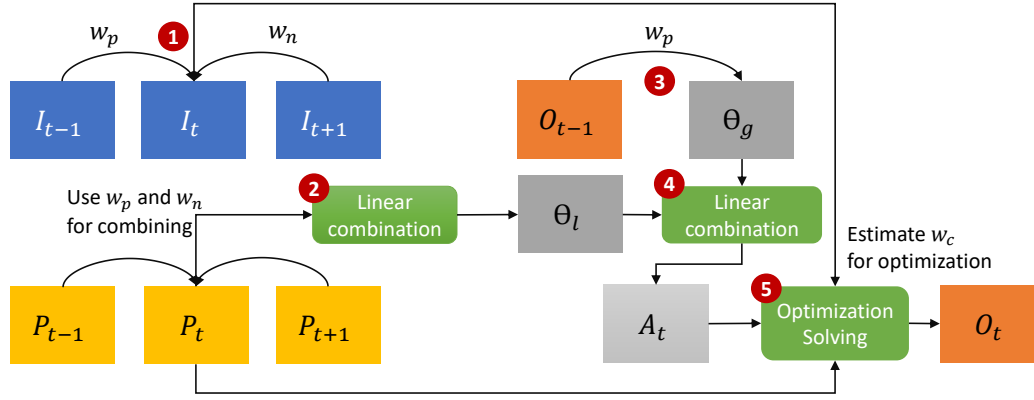 w_p 1 w_n w_p
3
I_{t-1} I_t I_{t+1} O_{t-1} Θ_g
2 4
Use w_p and w_n
for combining
Linear
combination
Θ_l
Linear
combination
Estimate w_c
for optimization
5
P_{t-1} P_t P_{t+1} A_t
Optimization
Solving
O_t